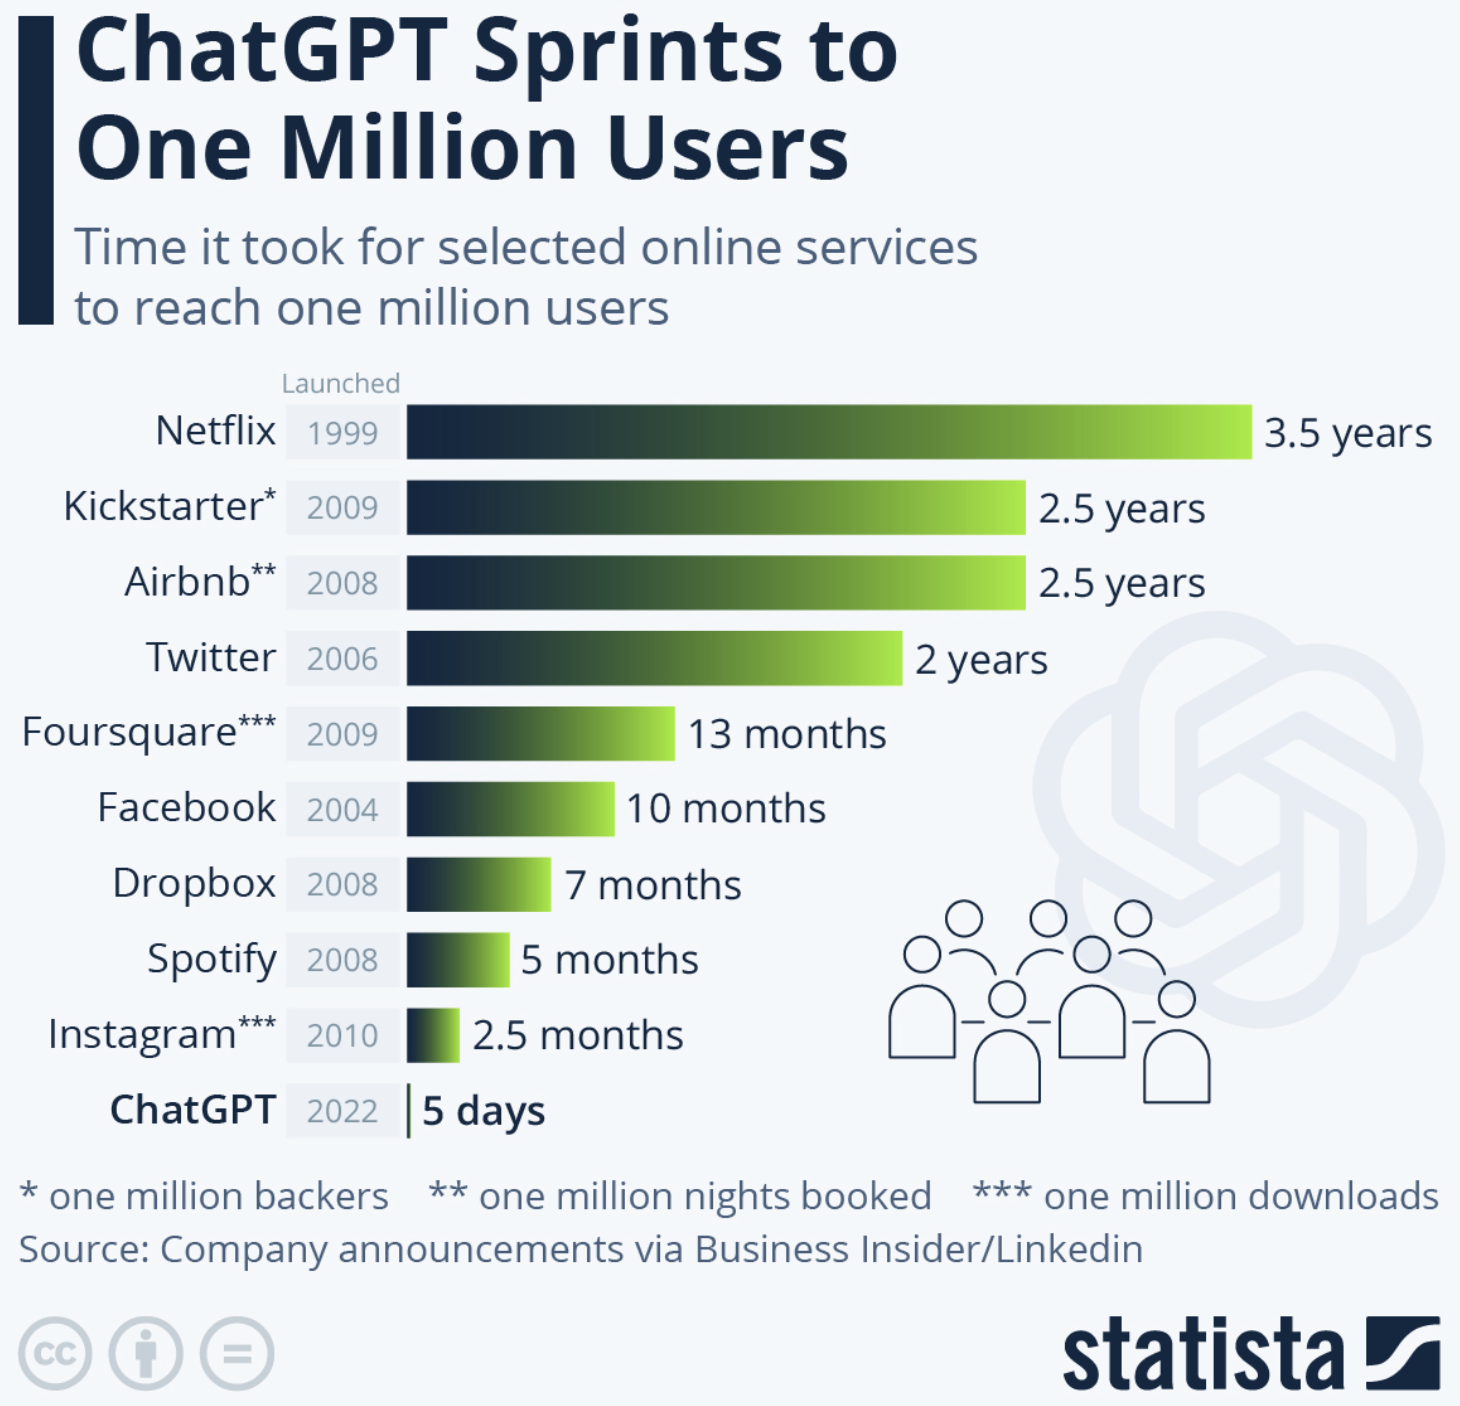 ChatGPT Sprints to
One Million Users
Time it took for selected online services
to reach one million users
Launched
Netflix 1999 3.5 years
Kickstarter* 2009 2.5 years
Airbnb** 2008 2.5 years
Twitter 2006 2 years
Foursquare*** 2009 13 months
Facebook 2004 10 months
Dropbox 2008 7 months
Spotify 2008 5 months
Instagram*** 2010 2.5 months
ChatGPT 2022 5 days
* one million backers ** one million nights booked *** one million downloads
Source: Company announcements via Business Insider/Linkedin
cc = statista